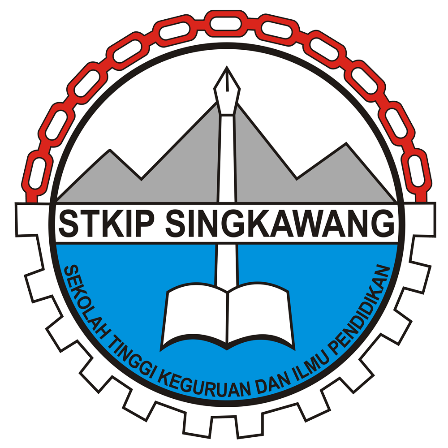 STKIP SINGKAWANG
SEKOLAH TINGGI KEGURUAN DAN ILMU PENDIDIKAN